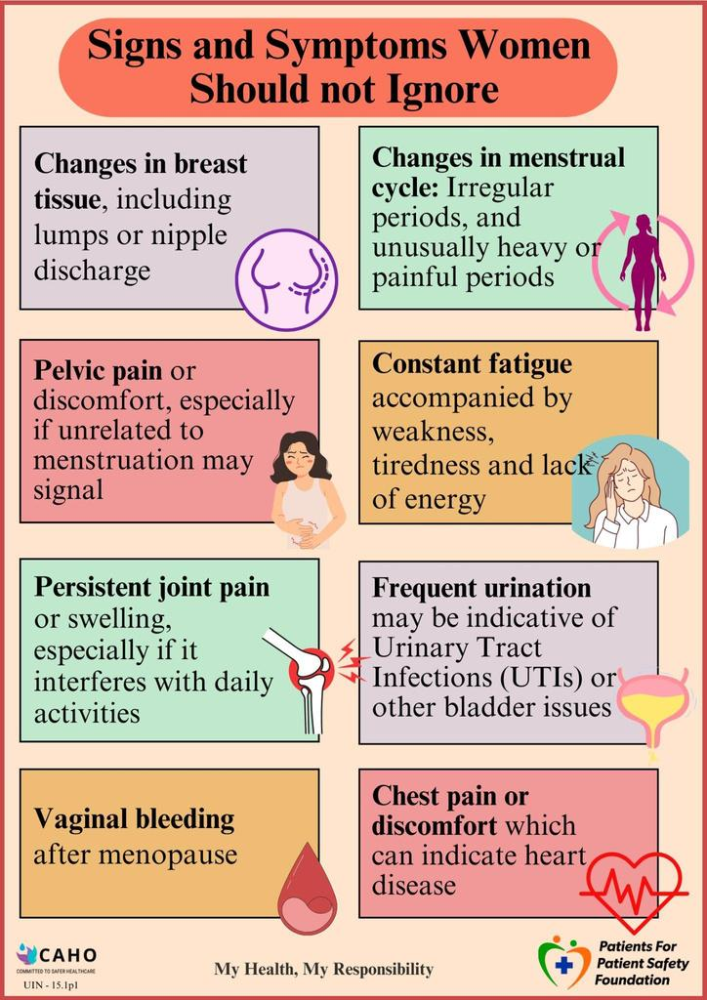 Signs and Symptoms Women
Should not Ignore
Changes in breast
tissue, including
lumps or nipple
discharge
Changes in menstrual
cycle: Irregular
periods, and
unusually heavy or
painful periods
Pelvic pain or
discomfort, especially
if unrelated to
menstruation may
signal
Constant fatigue
accompanied by
weakness,
tiredness and lack
of energy
Persistent joint pain
or swelling,
especially if it
interferes with daily
activities
Frequent urination
may be indicative of
Urinary Tract
Infections (UTIs) or
other bladder issues
Vaginal bleeding
after menopause
Chest pain or
discomfort which
can indicate heart
disease
CAHO
COMMITTED TO SAFER HEALTHCARE
UIN - 15.1p1
My Health, My Responsibility
Patients For
Patient Safety
Foundation